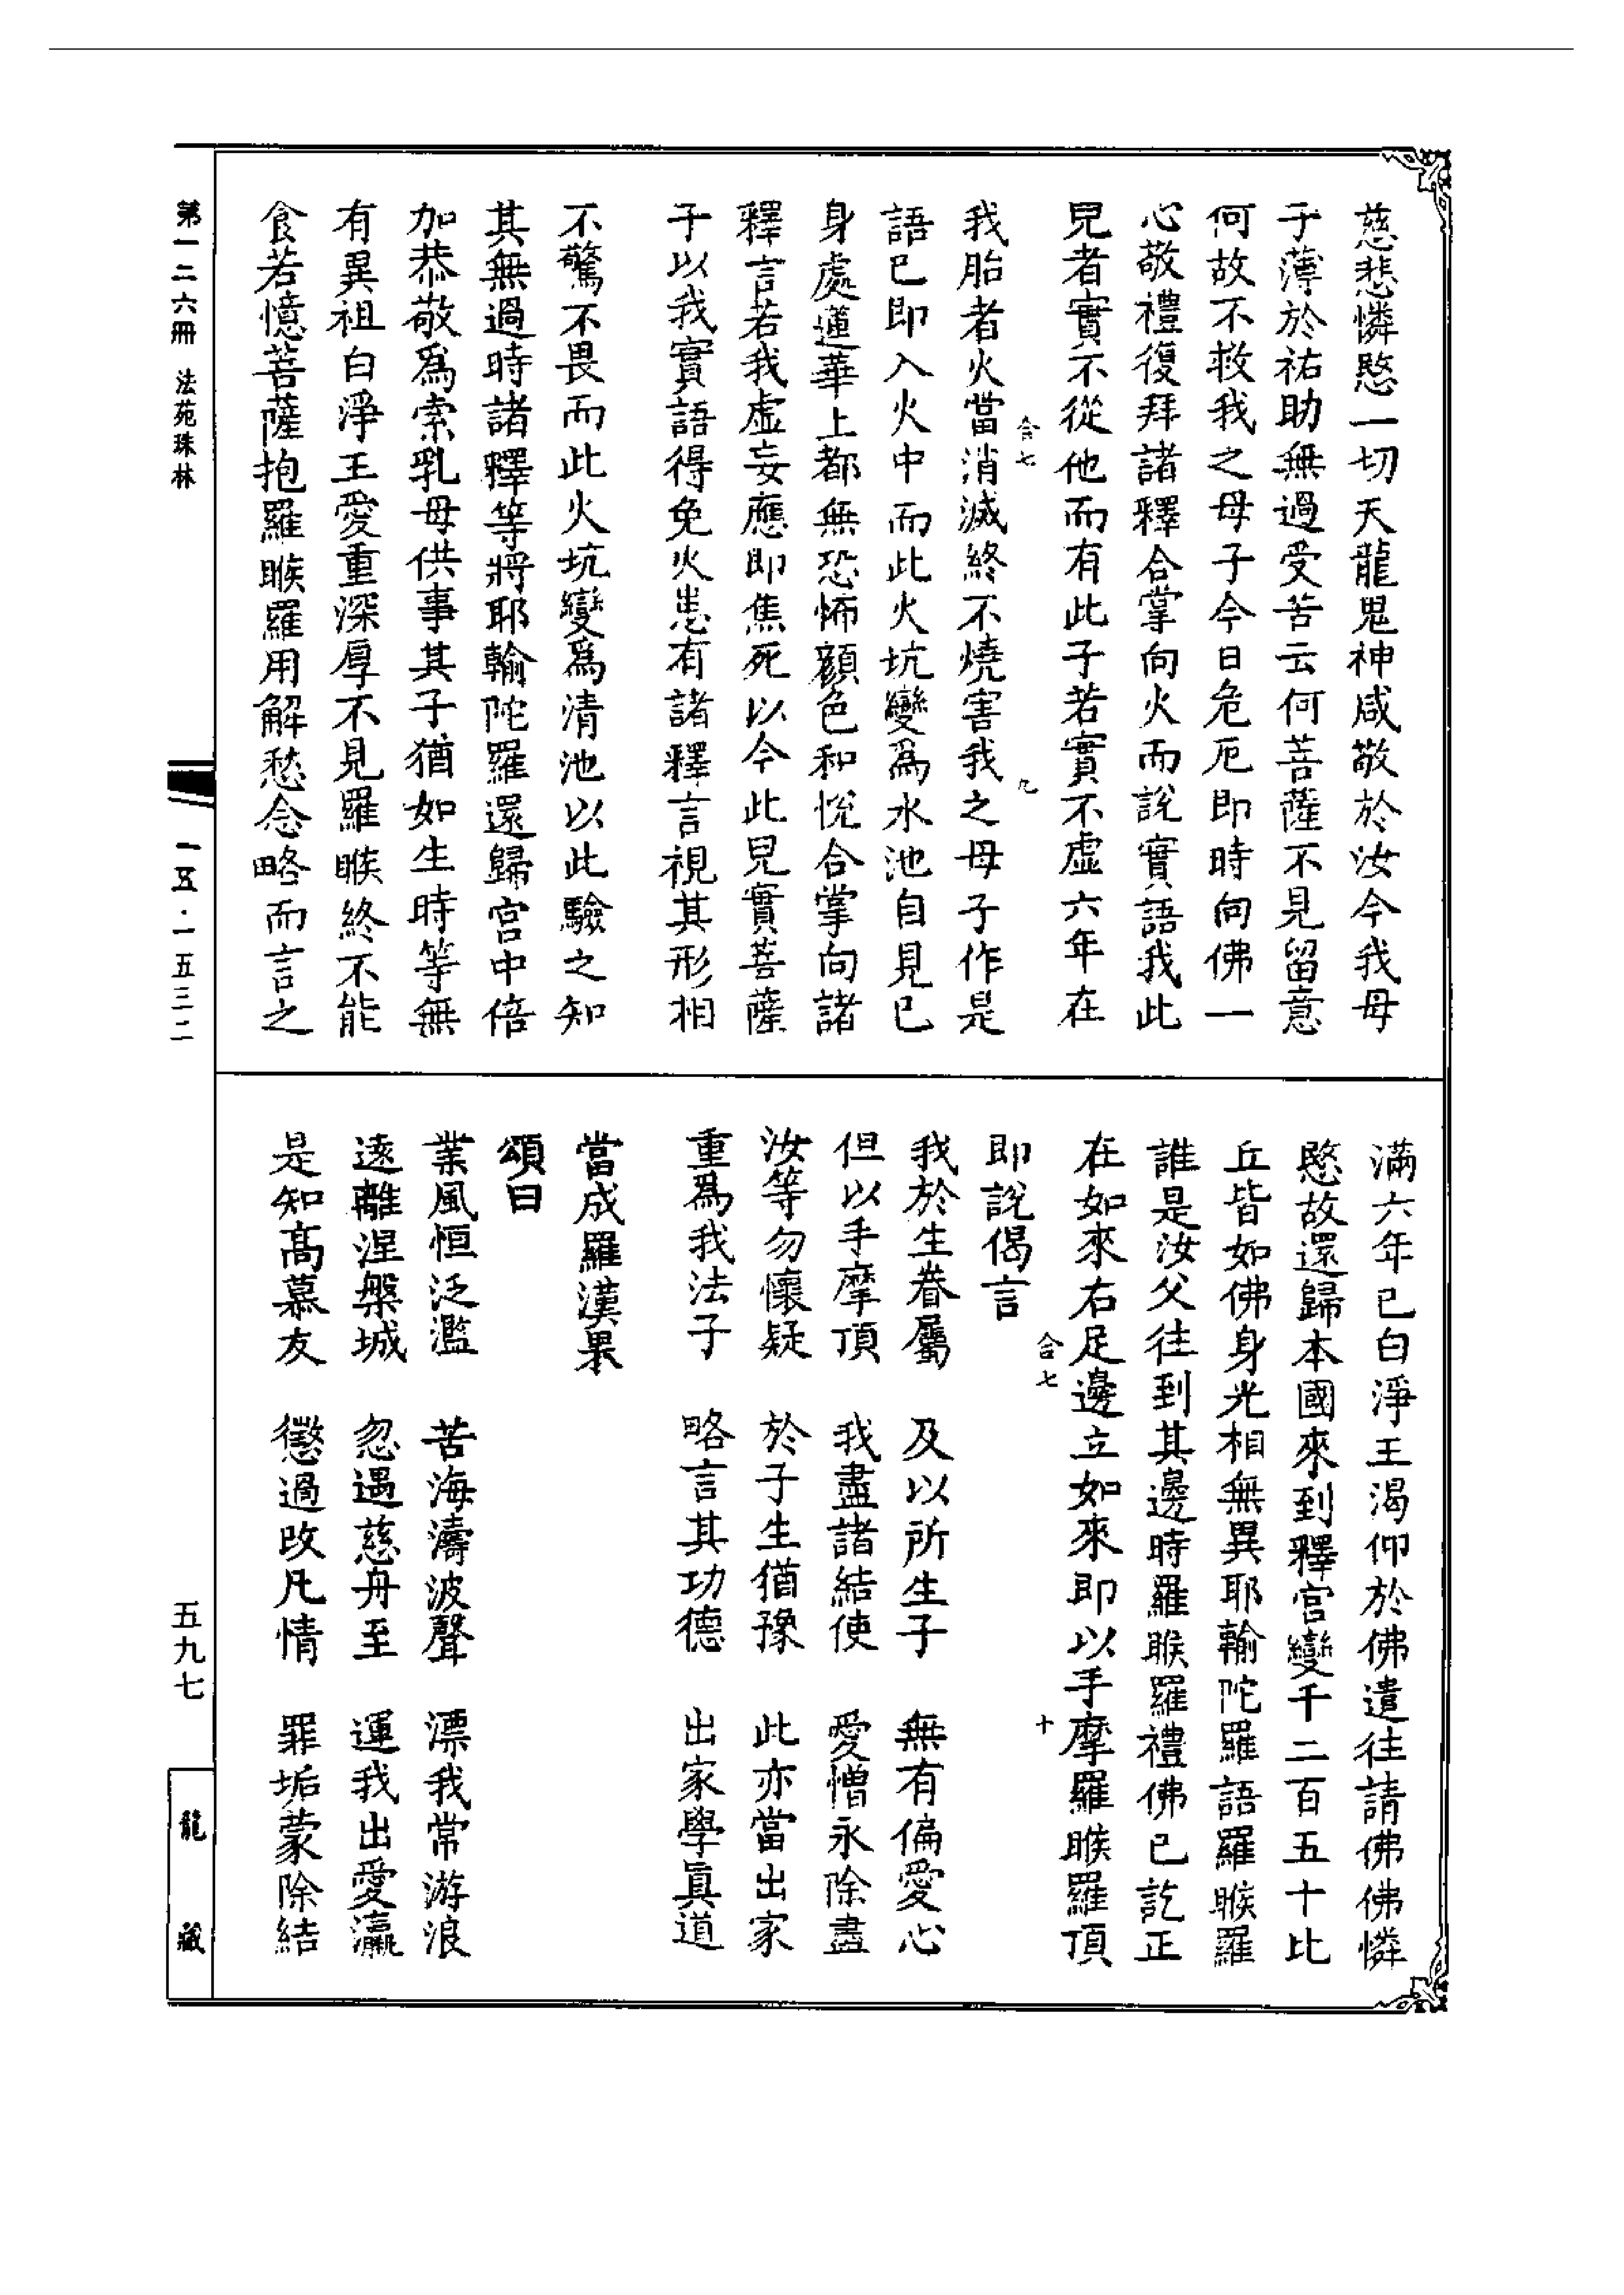 慈悲憐愍一切天龍鬼神咸敬於汝今我母
子薄於祐助無過受苦云何菩薩不見留意
何故不救我之母子今日危厄即時向佛一
心敬禮復拜諸釋合掌向火而說實語我此
兒者實不從他而有此子若實不虛六年在
合七
九
我胎者火當消滅終不燒害我之母子作是
語已即入火中而此火坑變為水池自見已
身處蓮華上都無恐怖顏色和悅合掌向諸
釋言若我虛妄應即焦死以今此兒實菩薩
子以我實語得免火患有諸釋言視其形相
不驚不畏而此火坑變為清池以此驗之知
其無過時諸釋等將耶輸陀羅還歸宮中倍
加恭敬為索乳母供事其子猶如生時等無
有異祖白淨王愛重深厚不見羅睺終不能
食若憶菩薩抱羅睺羅用解愁念略而言之
滿六年已白淨王渴仰於佛遣往請佛佛憐
愍故還歸本國來到釋宮變千二百五十比
丘皆如佛身光相無異耶輸陀羅語羅睺羅
誰是汝父往到其邊時羅睺羅禮佛已訖正
在如來右足邊立如來即以手摩羅睺羅頂
合七
十
即說偈言
我於生眷屬 及以所生子 無有偏愛心
但以手摩頂 我盡諸結使 愛憎永除盡
汝等勿懷疑 於子生猶豫 此亦當出家
重為我法子 略言其功德 出家學真道
當成羅漢果
頌曰
業風恒泛濫 苦海濤波聲 漂我常游浪
遠離涅槃城 忽遇慈舟至 運我出愛瀛
是知高慕友 懲過改凡情 罪垢蒙除結
第一二六冊 法苑珠林
一五·一五三二
五九七
龍藏